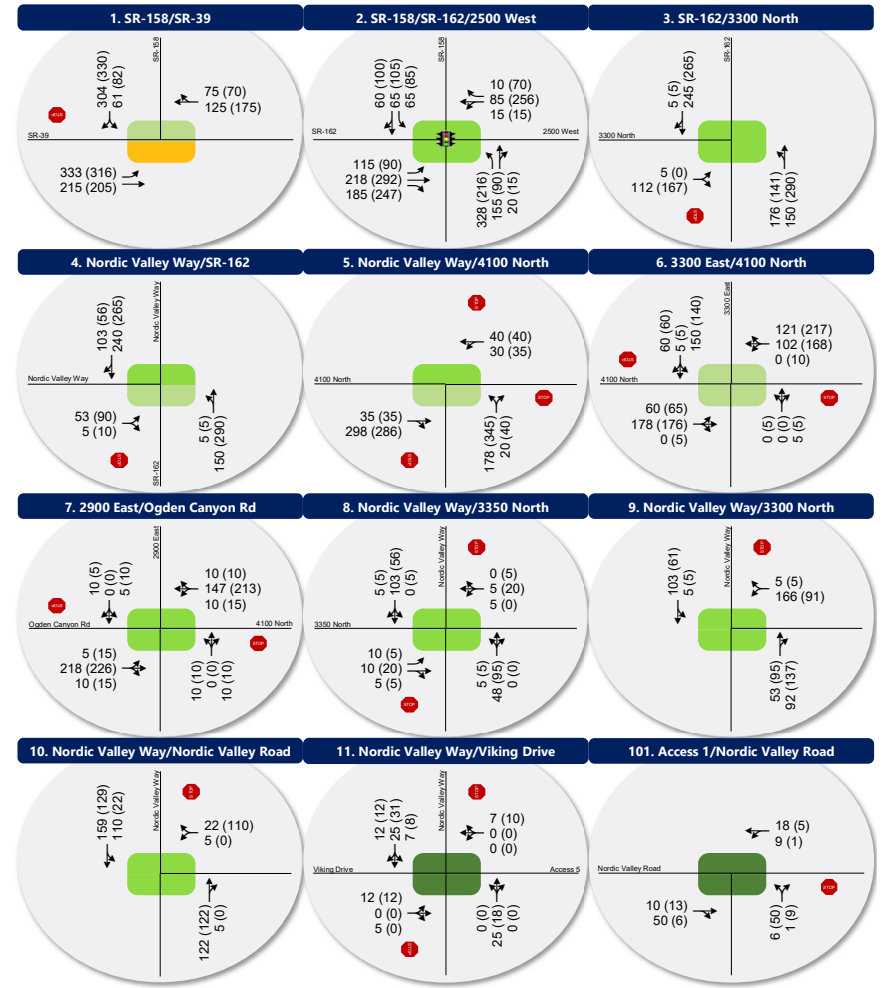 1. SR-158/SR-39
SR-158
304 (330)
61 (82)
75 (70)
125 (175)
STOP
SR-39
333 (316)
215 (205)
2. SR-158/SR-162/2500 West
SR-158
60 (100)
65 (105)
65 (85)
10 (70)
85 (256)
15 (15)
SR-162
2500 West
115 (90)
218 (292)
185 (247)
328 (216)
155 (90)
20 (15)
3. SR-162/3300 North
SR-162
5 (5)
245 (265)
3300 North
5 (0)
112 (167)
STOP
176 (141)
150 (290)
4. Nordic Valley Way/SR-162
Nordic Valley Way
103 (56)
240 (265)
Nordic Valley Way
53 (90)
5 (10)
STOP
SR-162
5 (5)
150 (290)
5. Nordic Valley Way/4100 North
STOP
40 (40)
30 (35)
4100 North
STOP
35 (35)
298 (286)
STOP
178 (345)
20 (40)
6. 3300 East/4100 North
3300 East
60 (60)
5 (5)
150 (140)
121 (217)
102 (168)
0 (10)
STOP
4100 North
STOP
60 (65)
178 (176)
0 (5)
0 (5)
0 (0)
5 (5)
7. 2900 East/Ogden Canyon Rd
2900 East
10 (5)
0 (0)
5 (10)
10 (10)
147 (213)
10 (15)
STOP
Ogden Canyon Rd
4100 North
STOP
5 (15)
218 (226)
10 (15)
10 (10)
0 (0)
10 (10)
8. Nordic Valley Way/3350 North
Nordic Valley Way
STOP
5 (5)
103 (56)
0 (5)
0 (5)
5 (20)
5 (0)
3350 North
10 (5)
10 (20)
5 (5)
STOP
5 (5)
48 (95)
0 (0)
9. Nordic Valley Way/3300 North
Nordic Valley Way
STOP
103 (61)
5 (5)
5 (5)
166 (91)
53 (95)
92 (137)
10. Nordic Valley Way/Nordic Valley Road
Nordic Valley Way
STOP
159 (129)
110 (22)
22 (110)
5 (0)
122 (122)
5 (0)
11. Nordic Valley Way/Viking Drive
Nordic Valley Way
STOP
12 (12)
25 (31)
7 (8)
7 (10)
0 (0)
0 (0)
Viking Drive
Access 5
12 (12)
0 (0)
5 (0)
STOP
0 (0)
25 (18)
0 (0)
101. Access 1/Nordic Valley Road
18 (5)
9 (1)
Nordic Valley Road
STOP
10 (13)
50 (6)
6 (50)
1 (9)